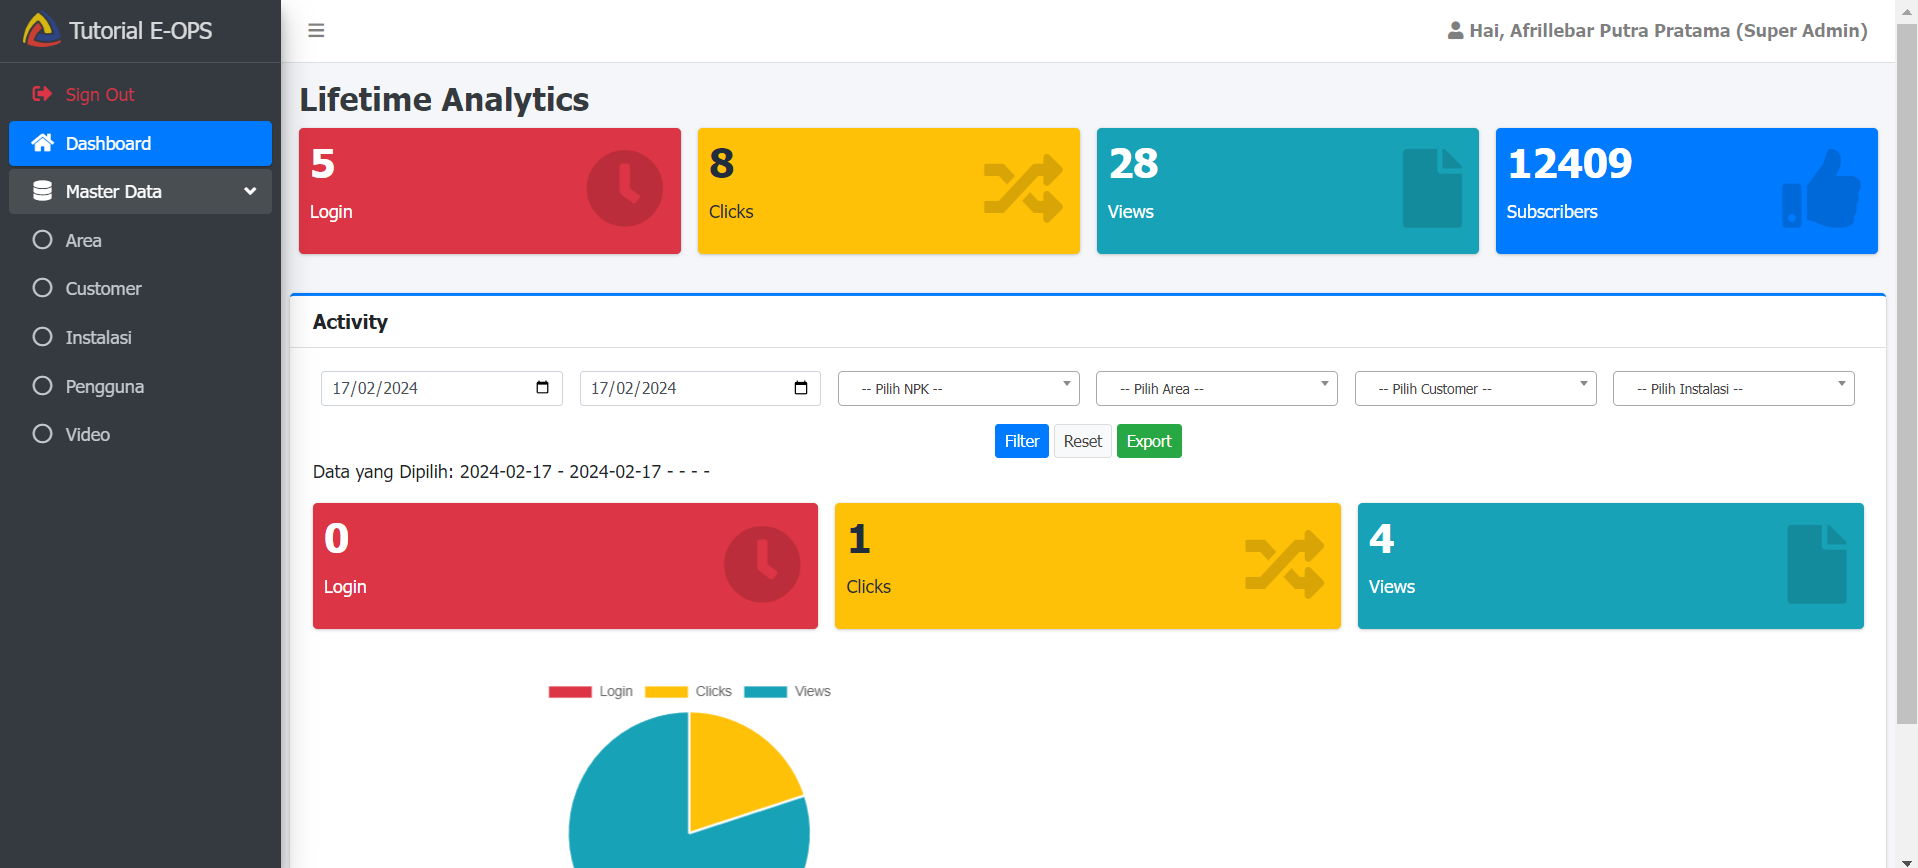 Tutorial E-OPS
Hai, Afrillebar Putra Pratama (Super Admin)
Sign Out
Dashboard
Master Data
Area
Customer
Instalasi
Pengguna
Video
Lifetime Analytics
5
Login
8
Clicks
28
Views
12409
Subscribers
Activity
17/02/2024
17/02/2024
-- Pilih NPK --
-- Pilih Area --
-- Pilih Customer --
-- Pilih Instalasi --
Filter
Reset
Export
Data yang Dipilih: 2024-02-17 - 2024-02-17 - - - -
0
Login
1
Clicks
4
Views
Login
Clicks
Views